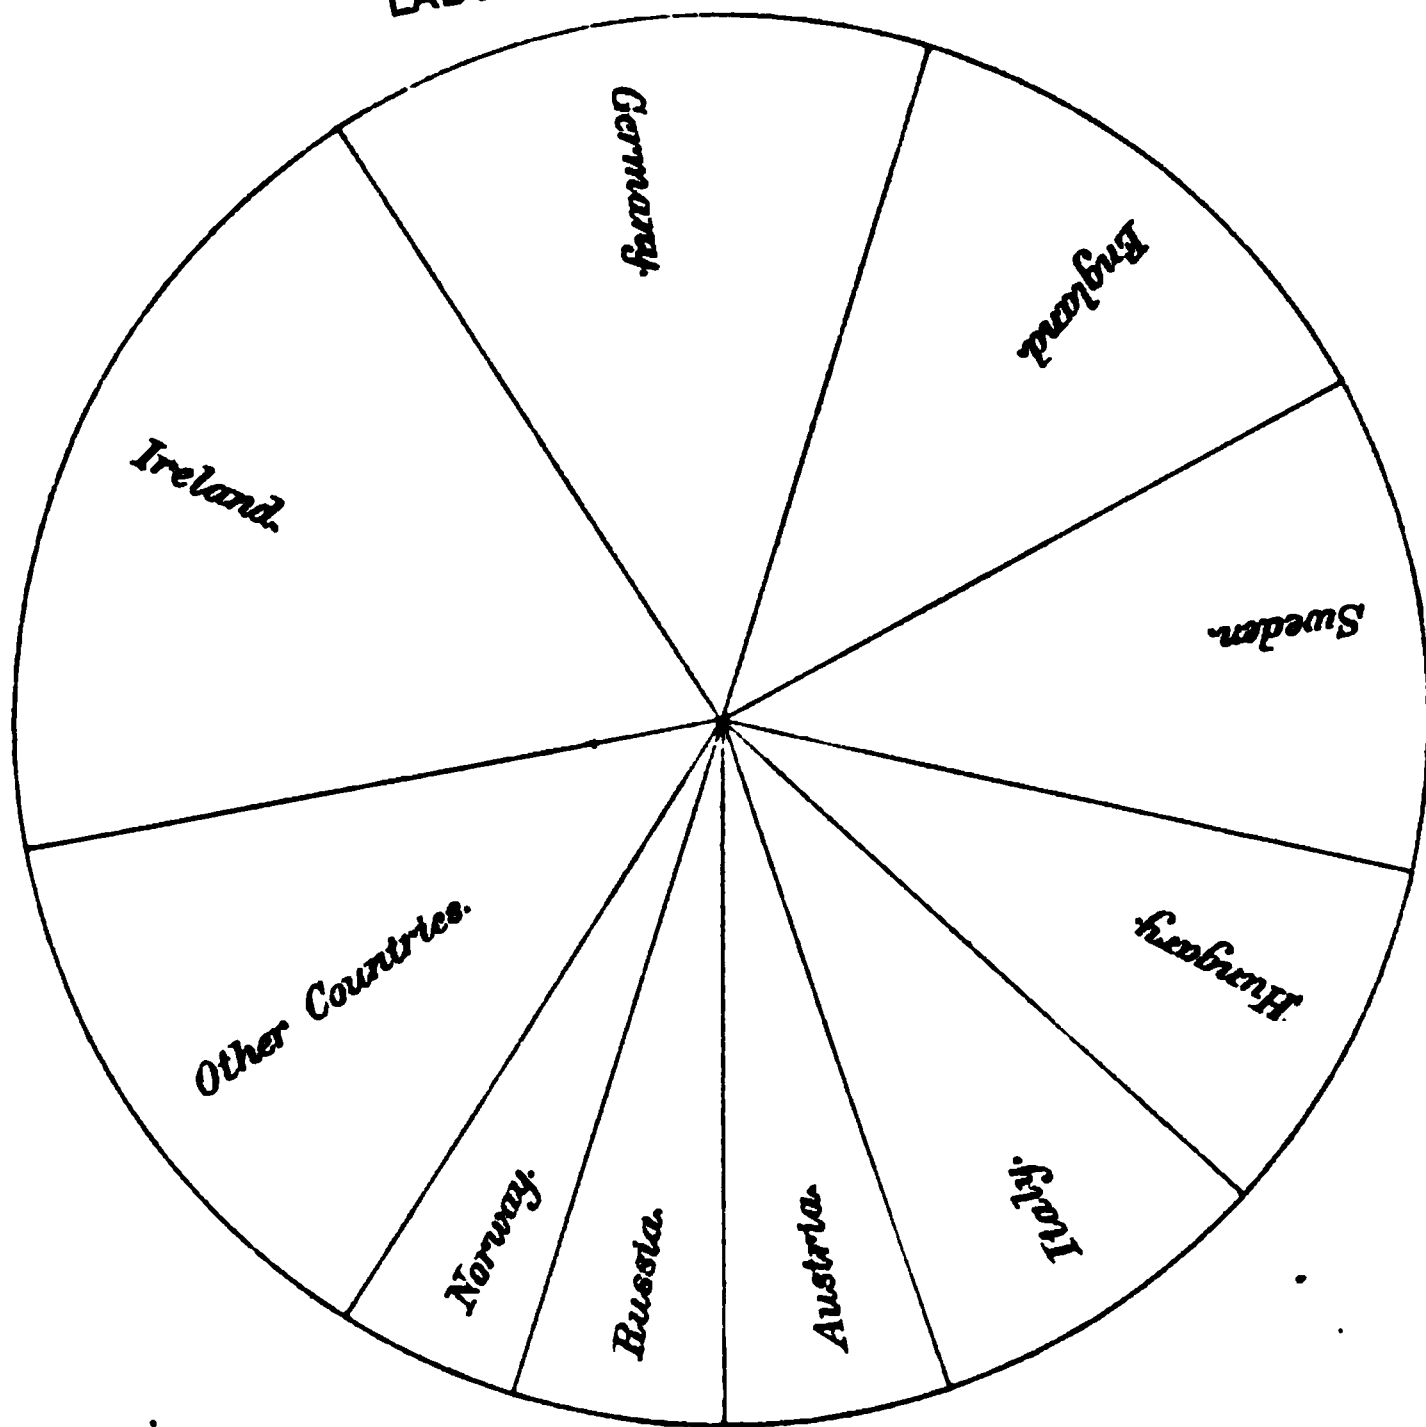 Germany.
England.
Sweden.
Hungary.
Italy.
Austria.
Russia.
Norway.
Other Countries.
Ireland.